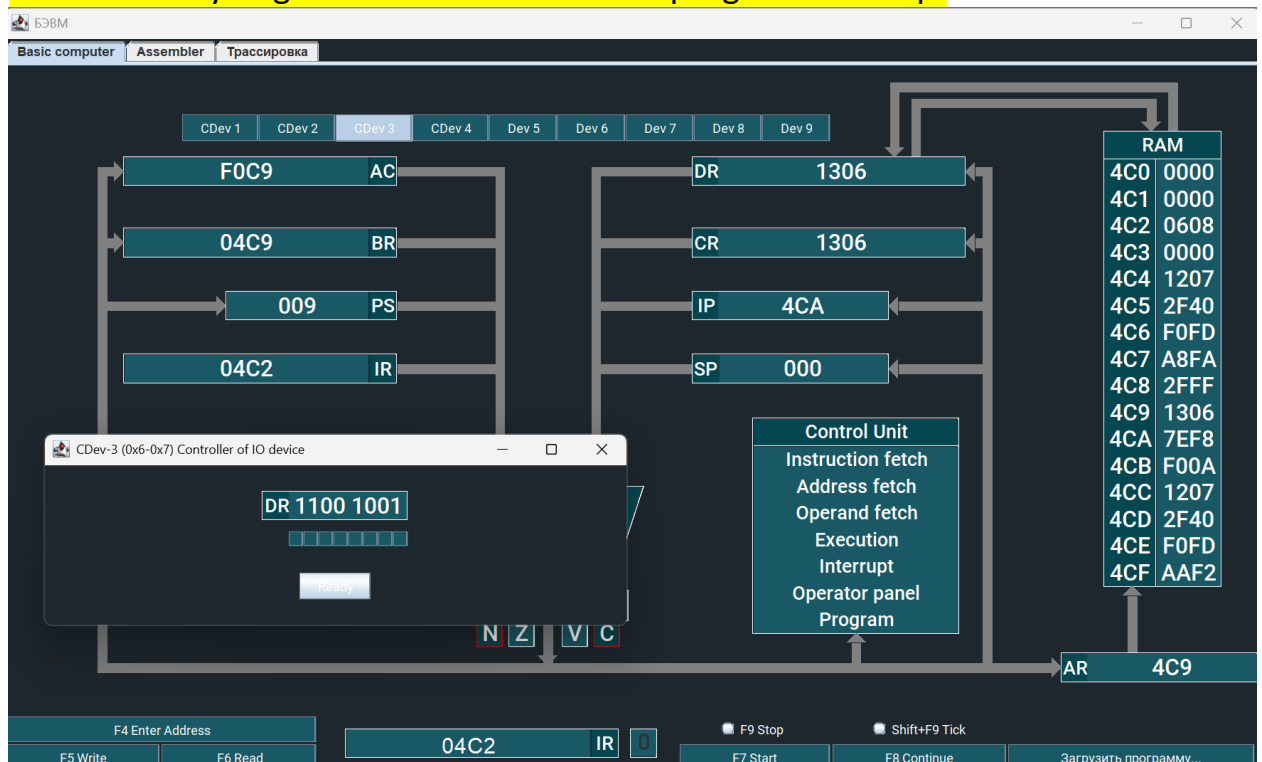 БЭВМ
Basic computer Assembler Трассировка
CDev 1 CDev 2 CDev 3 CDev 4 Dev 5 Dev 6 Dev 7 Dev 8 Dev 9
F0C9 AC
04C9 BR
009 PS
04C2 IR
DR 1306
CR 1306
IP 4CA
SP 000
RAM
4C0 0000
4C1 0000
4C2 0608
4C3 0000
4C4 1207
4C5 2F40
4C6 F0FD
4C7 A8FA
4C8 2FFF
4C9 1306
4CA 7EF8
4CB F00A
4CC 1207
4CD 2F40
4CE F0FD
4CF AAF2
CDev-3 (0x6-0x7) Controller of IO device
DR 1100 1001
Ready
Control Unit
Instruction fetch
Address fetch
Operand fetch
Execution
Interrupt
Operator panel
Program
N Z V C
AR 4C9
F4 Enter Address
F5 Write F6 Read
04C2 IR 0
F9 Stop Shift+F9 Tick
F7 Start F8 Continue Загрузить программу...